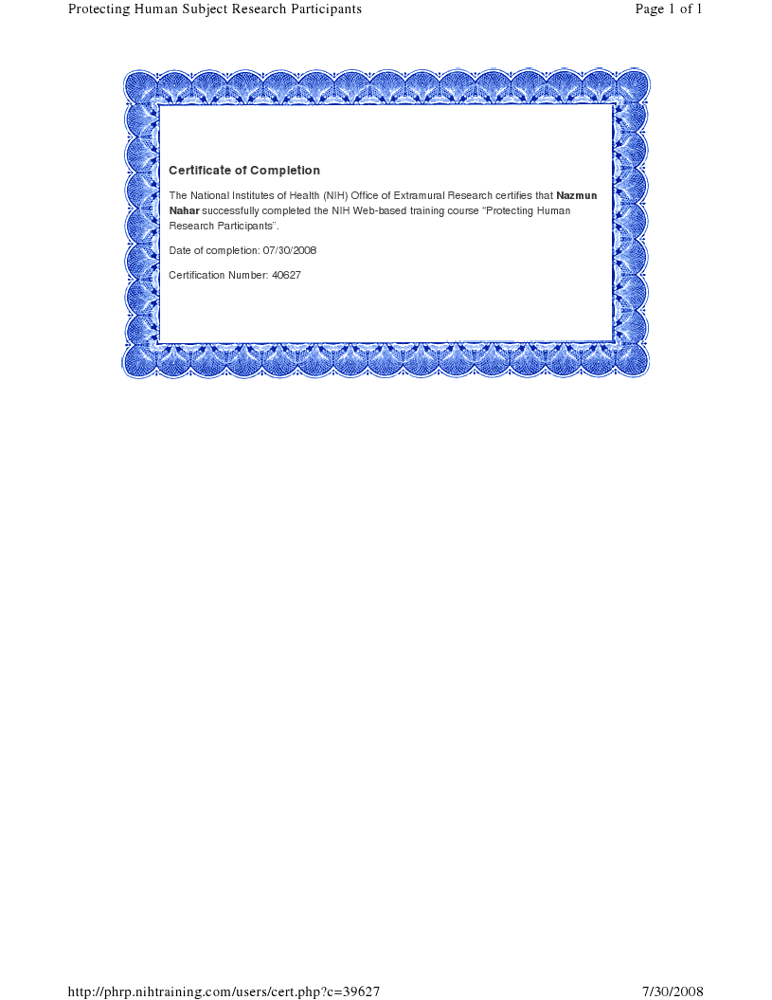 Protecting Human Subject Research Participants Page 1 of 1
Certificate of Completion
The National Institutes of Health (NIH) Office of Extramural Research certifies that Nazmun
Nahar successfully completed the NIH Web-based training course "Protecting Human
Research Participants".
Date of completion: 07/30/2008
Certification Number: 40627
http://phrp.nihtraining.com/users/cert.php?c=39627 7/30/2008